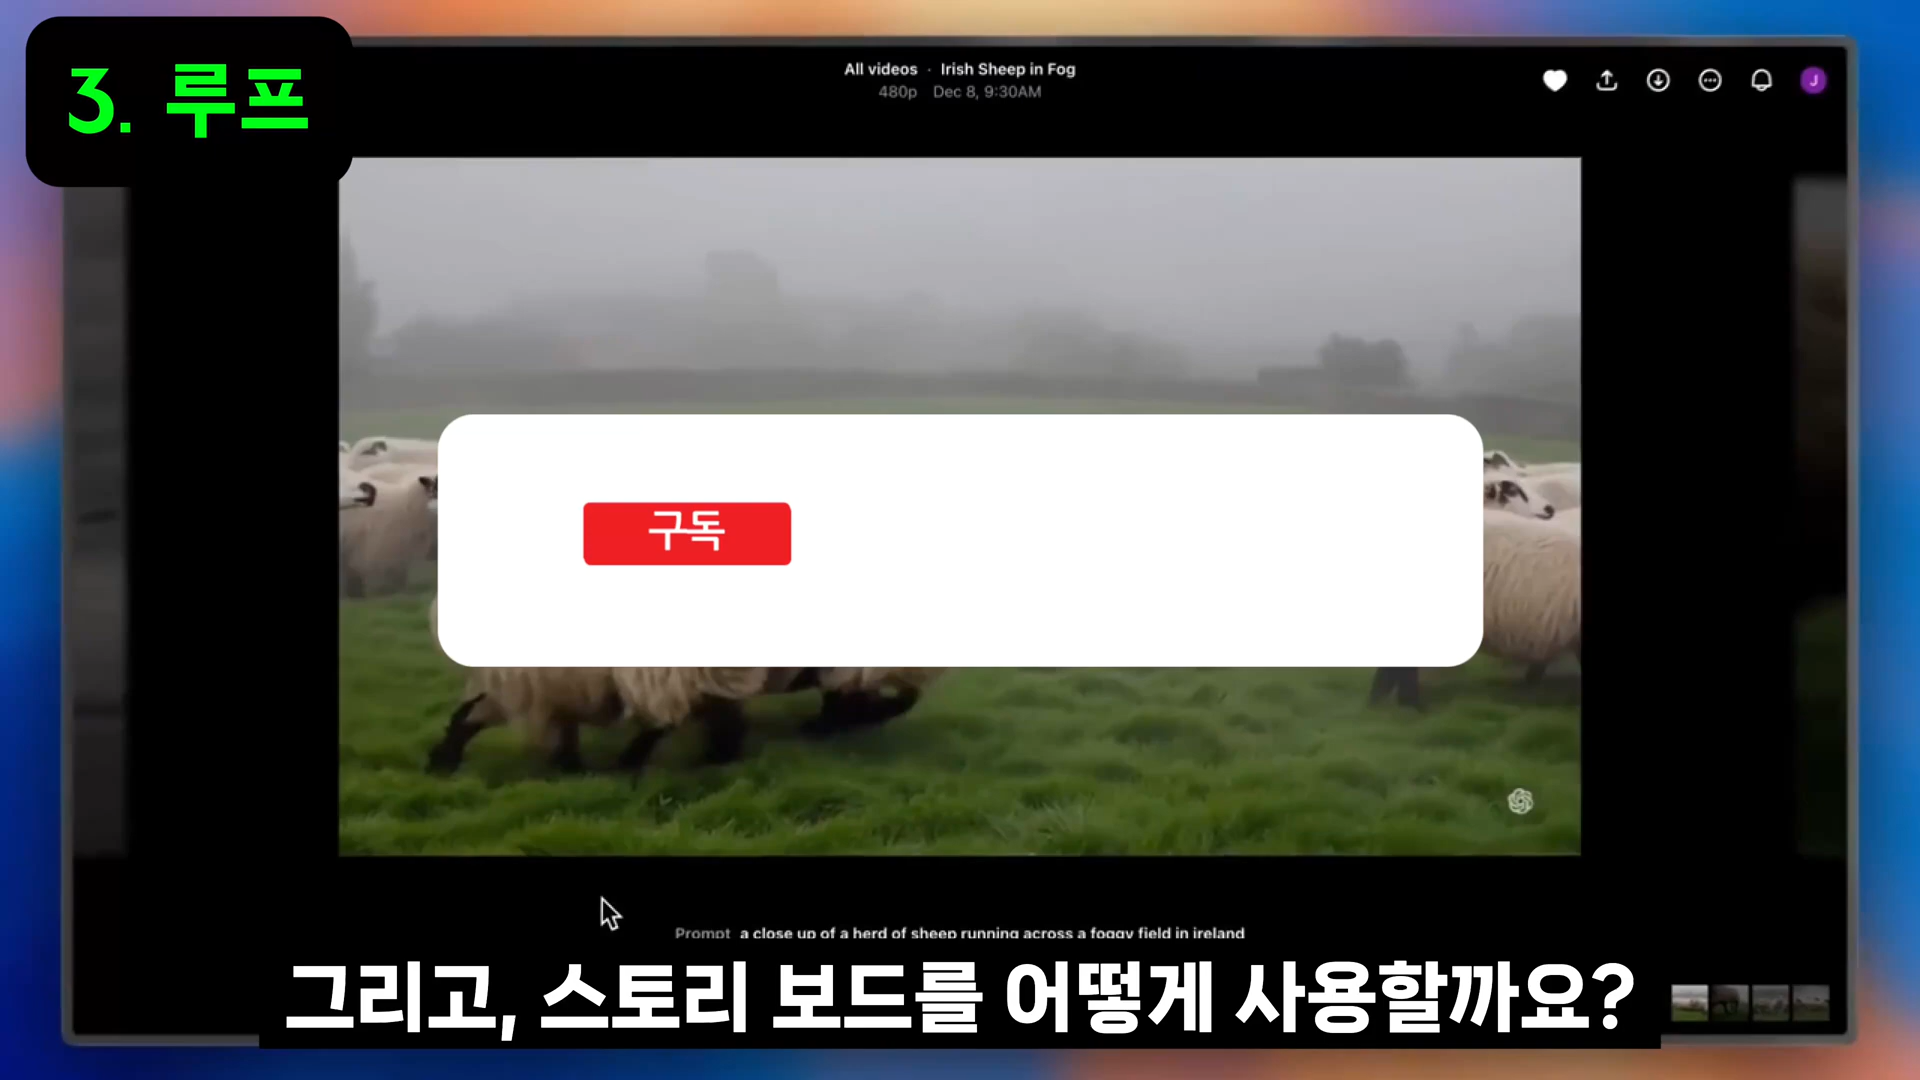 3. 루프
All videos · Irish Sheep in Fog
480p Dec 8, 9:30AM
J
구독
Prompt a close up of a herd of sheep running across a foggy field in ireland
그리고, 스토리 보드를 어떻게 사용할까요?